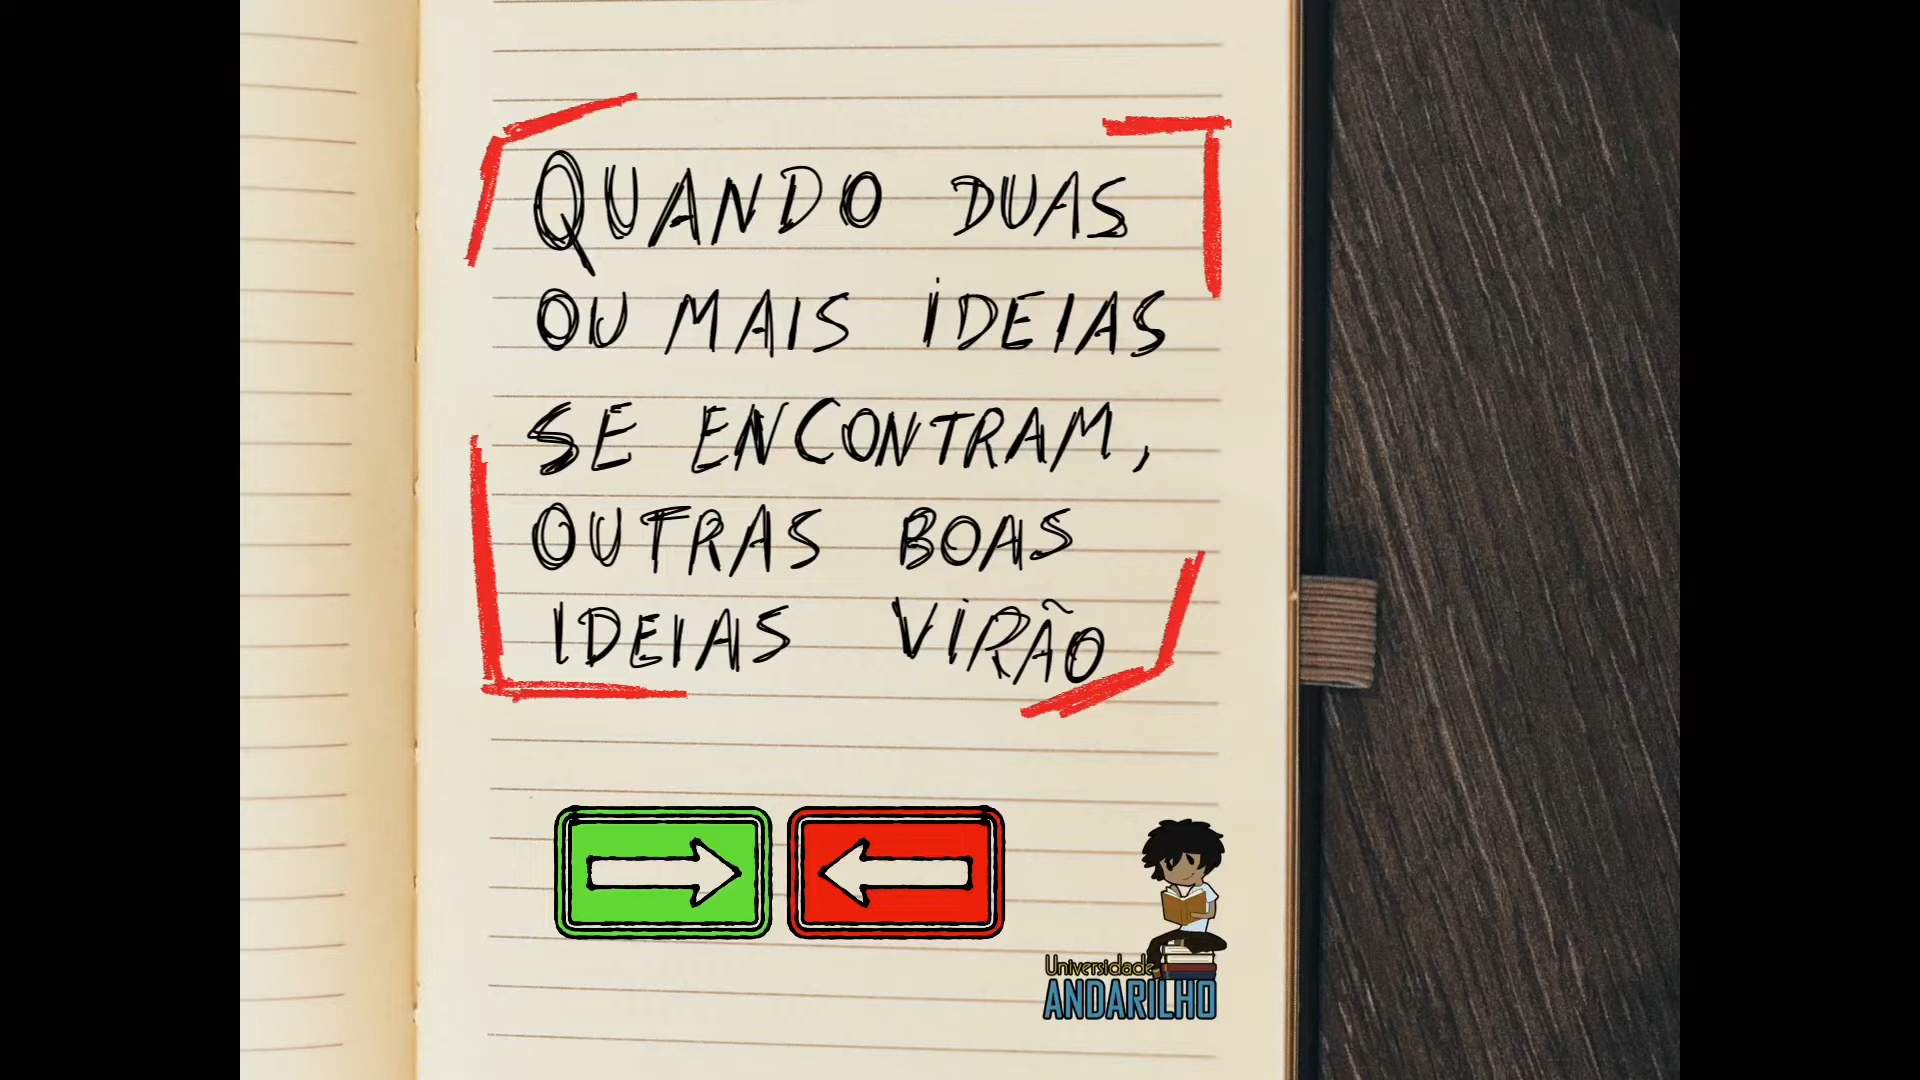 QUANDO DUAS
OU MAIS IDEIAS
SE ENCONTRAM,
OUTRAS BOAS
IDEIAS VIRÃO
Universidade
ANDARILHO